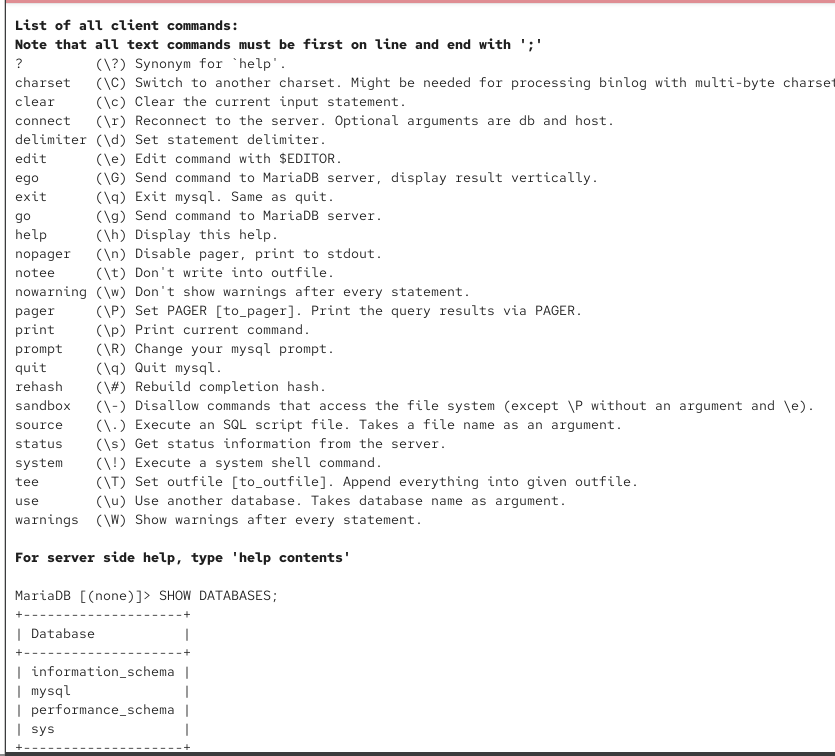 List of all client commands:
Note that all text commands must be first on line and end with ';'
?         (\?) Synonym for `help'.
charset   (\C) Switch to another charset. Might be needed for processing binlog with multi-byte charset
clear     (\c) Clear the current input statement.
connect   (\r) Reconnect to the server. Optional arguments are db and host.
delimiter (\d) Set statement delimiter.
edit      (\e) Edit command with $EDITOR.
ego       (\G) Send command to MariaDB server, display result vertically.
exit      (\q) Exit mysql. Same as quit.
go        (\g) Send command to MariaDB server.
help      (\h) Display this help.
nopager   (\n) Disable pager, print to stdout.
notee     (\t) Don't write into outfile.
nowarning (\w) Don't show warnings after every statement.
pager     (\P) Set PAGER [to_pager]. Print the query results via PAGER.
print     (\p) Print current command.
prompt    (\R) Change your mysql prompt.
quit      (\q) Quit mysql.
rehash    (\#) Rebuild completion hash.
sandbox   (\-) Disallow commands that access the file system (except \P without an argument and \e).
source    (\.) Execute an SQL script file. Takes a file name as an argument.
status    (\s) Get status information from the server.
system    (\!) Execute a system shell command.
tee       (\T) Set outfile [to_outfile]. Append everything into given outfile.
use       (\u) Use another database. Takes database name as argument.
warnings  (\W) Show warnings after every statement.
For server side help, type 'help contents'
MariaDB [(none)]> SHOW DATABASES;
+--------------------+
| Database           |
+--------------------+
| information_schema |
| mysql              |
| performance_schema |
| sys                |
+--------------------+